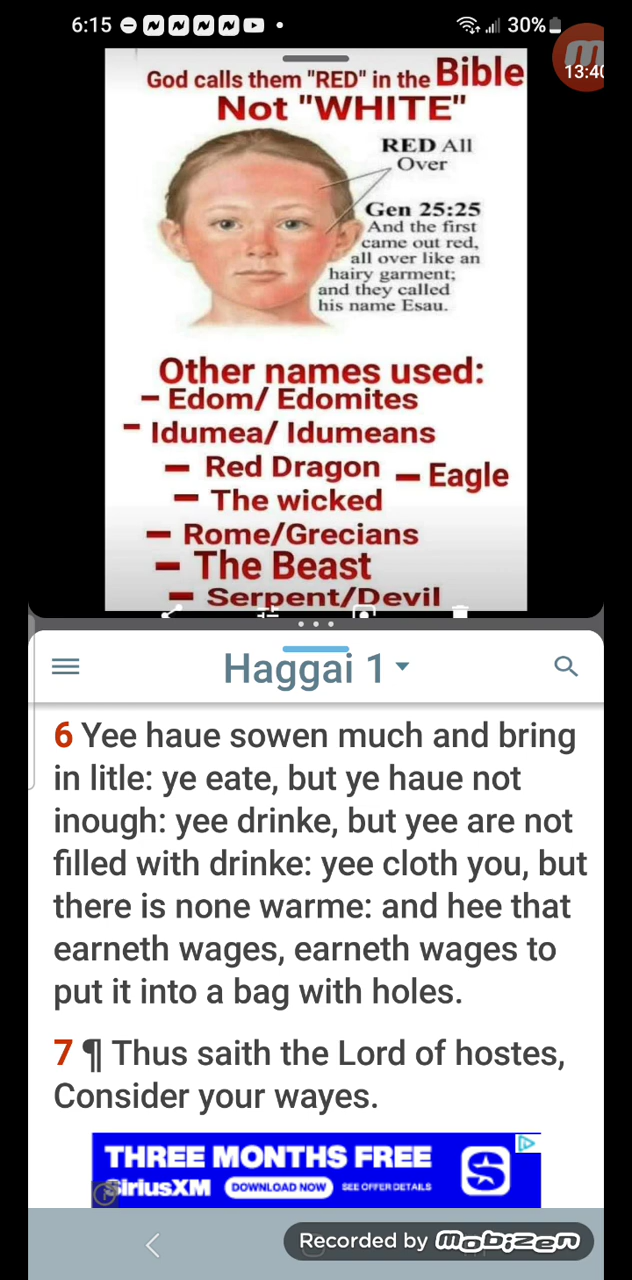 6:15
30%
13:40
God calls them "RED" in the Bible
Not "WHITE"
RED All
Over
Gen 25:25
And the first
came out red,
all over like an
hairy garment;
and they called
his name Esau.
Other names used:
– Edom/ Edomites
– Idumea/ Idumeans
– Red Dragon – Eagle
– The wicked
– Rome/Grecians
– The Beast
– Serpent/Devil
Haggai 1
6 Yee haue sowen much and bring
in litle: ye eate, but ye haue not
inough: yee drinke, but yee are not
filled with drinke: yee cloth you, but
there is none warme: and hee that
earneth wages, earneth wages to
put it into a bag with holes.
7 ¶ Thus saith the Lord of hostes,
Consider your wayes.
THREE MONTHS FREE
SiriusXM DOWNLOAD NOW SEE OFFER DETAILS
Recorded by mobizen